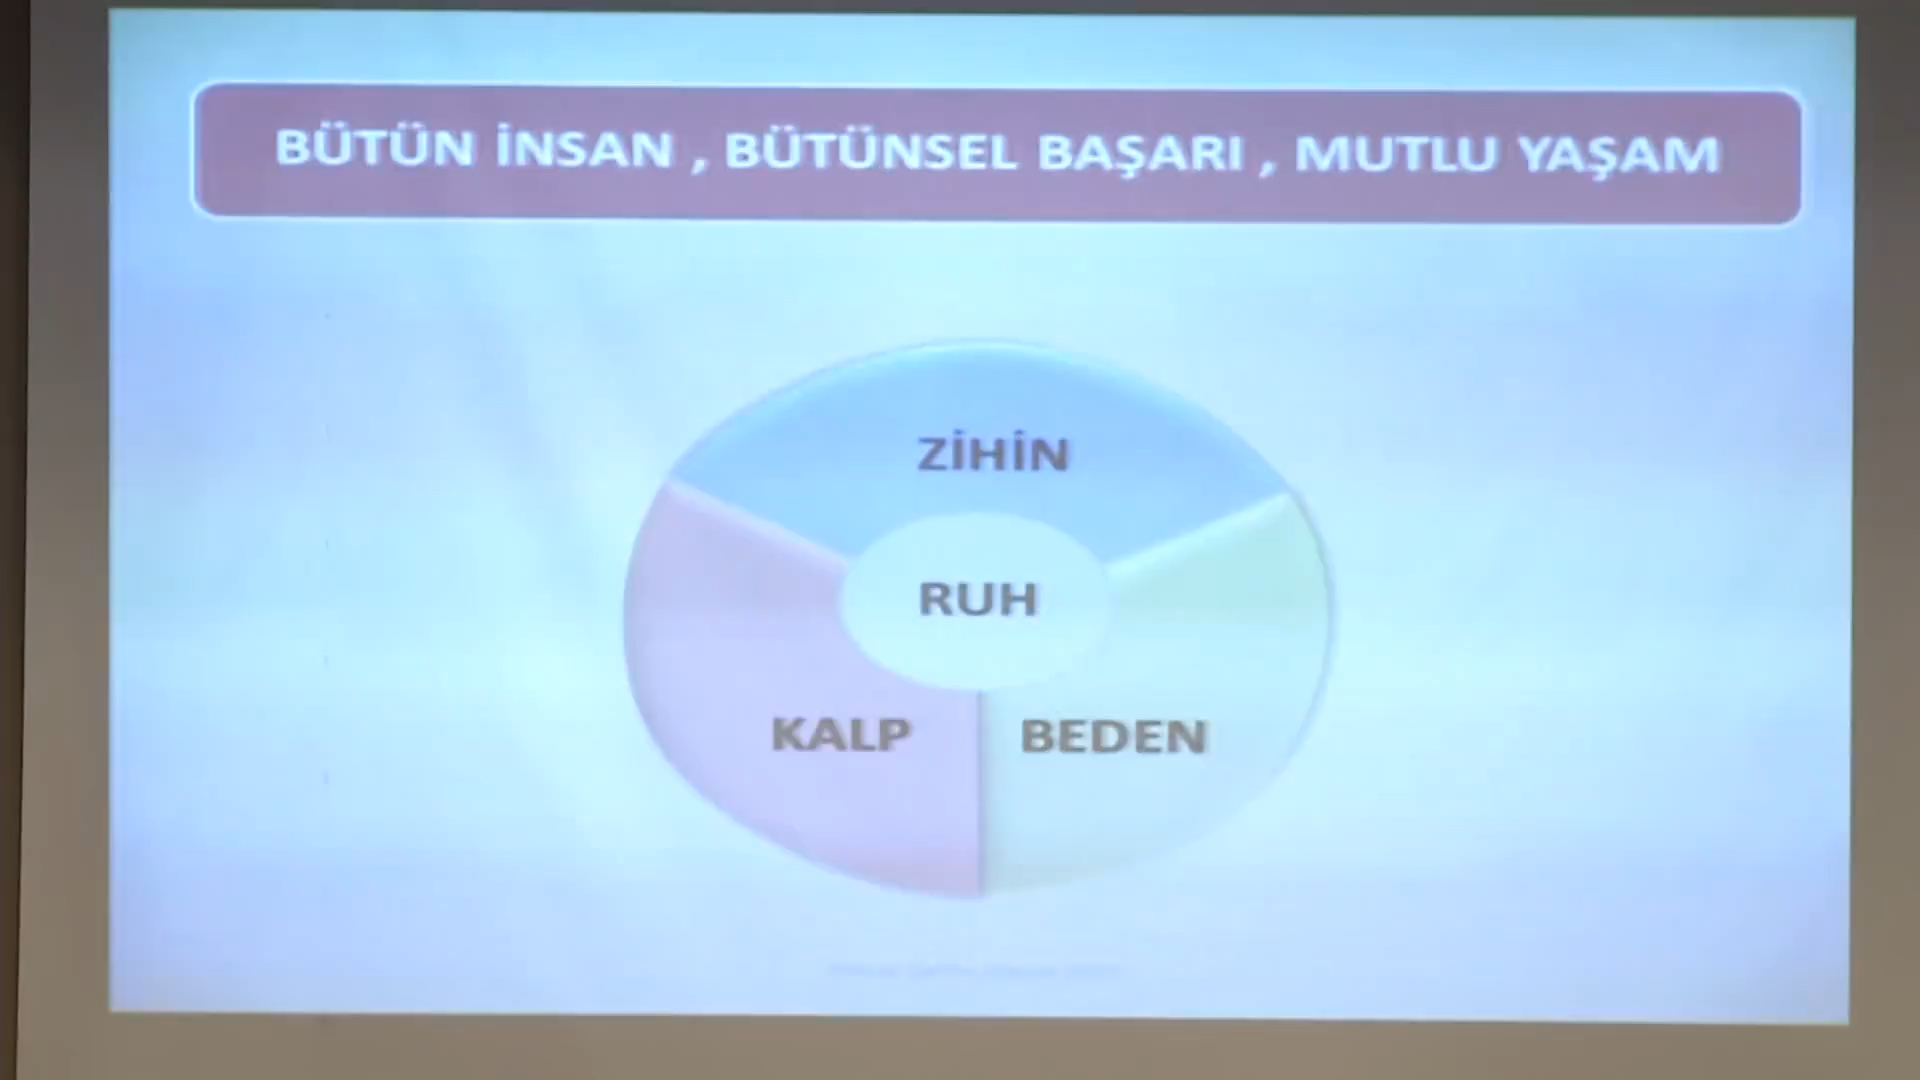 BÜTÜN İNSAN , BÜTÜNSEL BAŞARI , MUTLU YAŞAM
ZİHİN
RUH
KALP
BEDEN